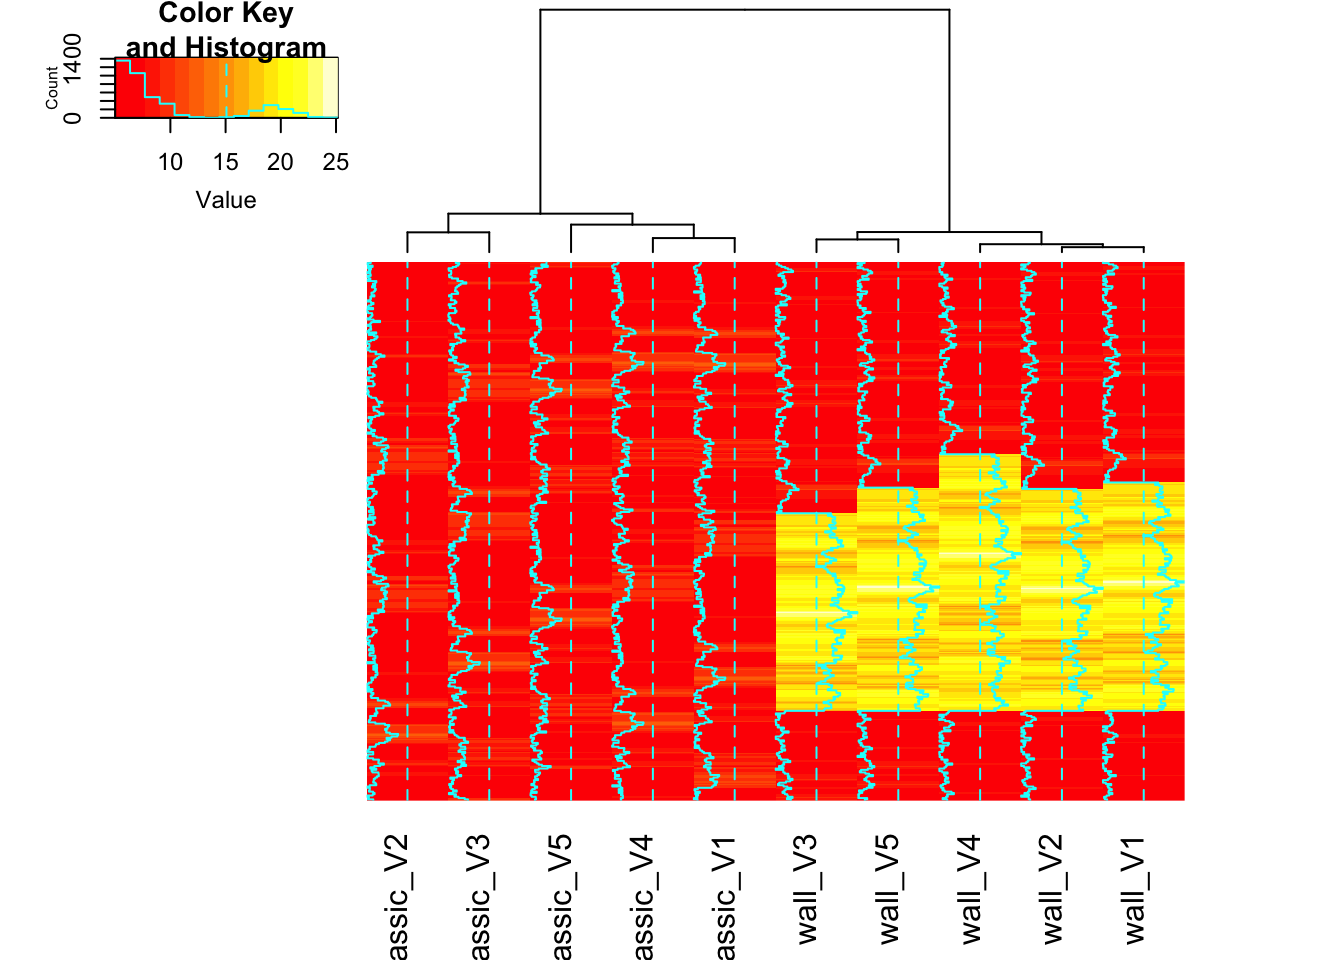 Color Key
and Histogram
Count
0 1400
10 15 20 25
Value
assic_V2
assic_V3
assic_V5
assic_V4
assic_V1
wall_V3
wall_V5
wall_V4
wall_V2
wall_V1